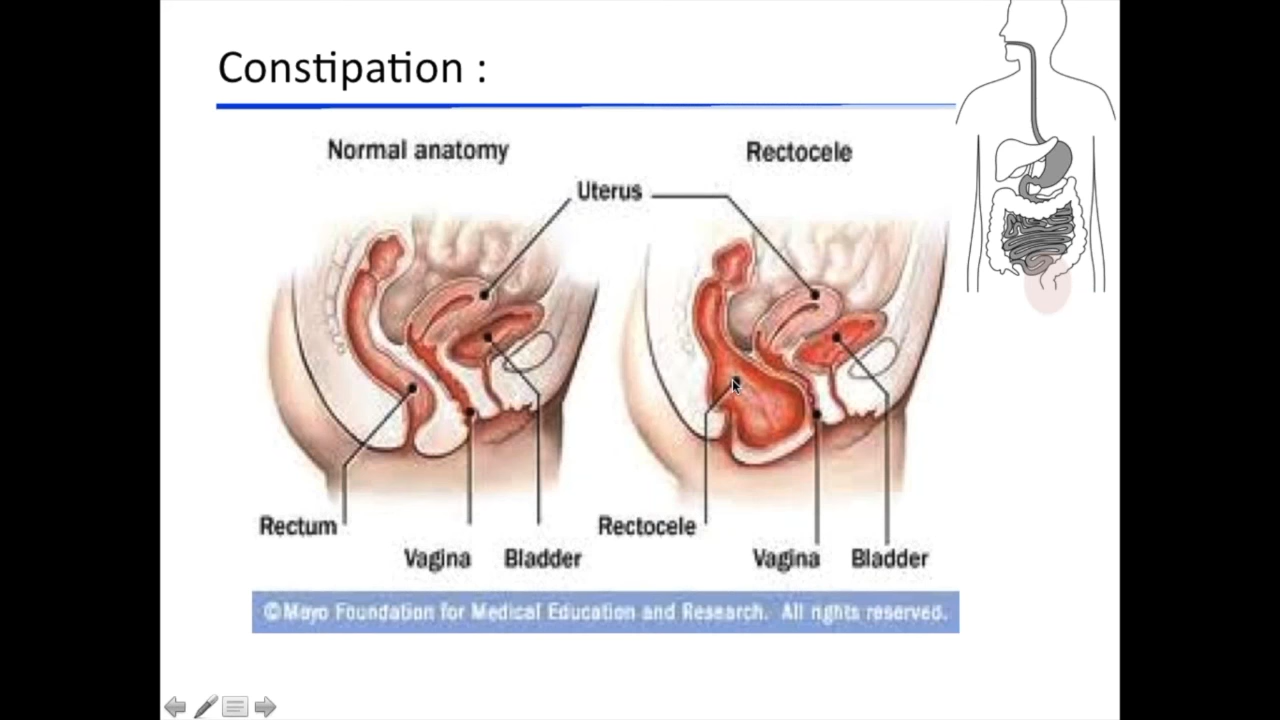 Constipation :
Normal anatomy
Rectocele
Uterus
Rectum
Rectocele
Vagina
Bladder
Vagina
Bladder
©Mayo Foundation for Medical Education and Research. All rights reserved.